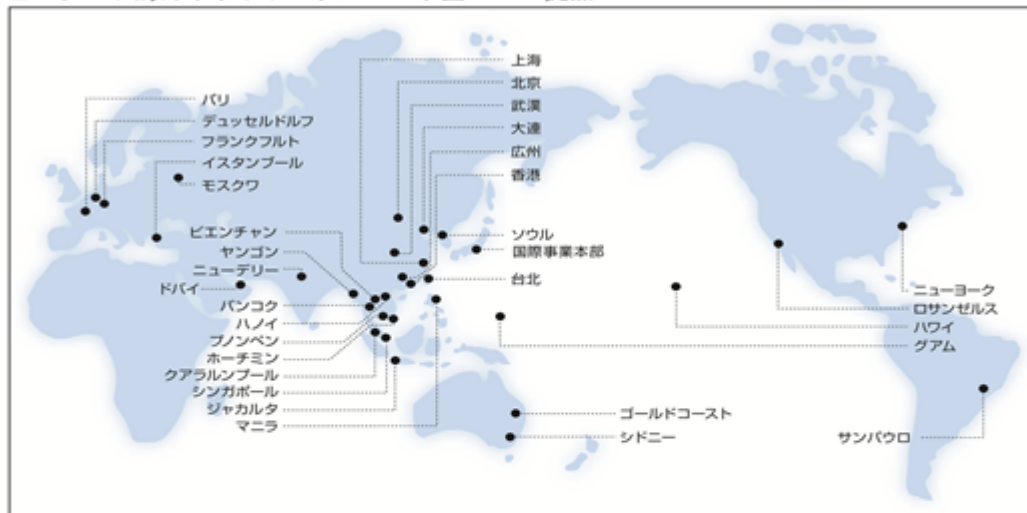 上海
北京
武漢
大連
広州
香港
パリ
デュッセルドルフ
フランクフルト
イスタンブール
モスクワ
ビエンチャン
ヤンゴン
ニューデリー
ドバイ
バンコク
ハノイ
プノンペン
ホーチミン
クアラルンプール
シンガポール
ジャカルタ
マニラ
ソウル
国際事業本部
台北
ゴールドコースト
シドニー
ニューヨーク
ロサンゼルス
ハワイ
グアム
サンパウロ